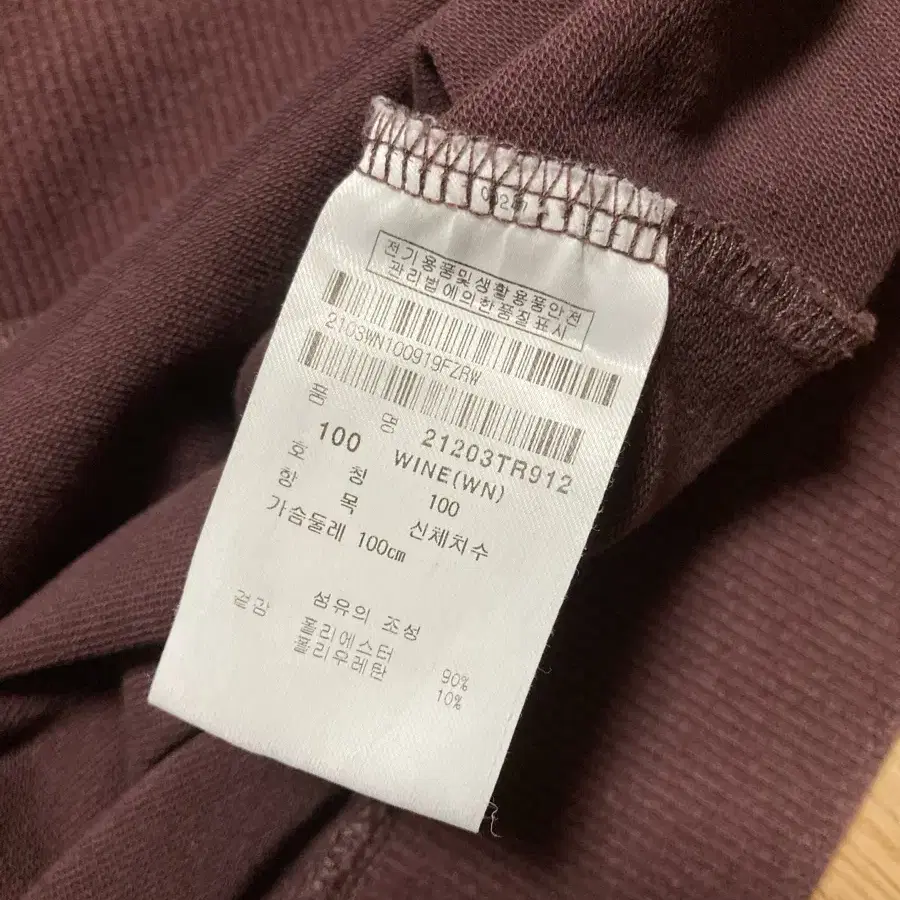 전기용품및생활용품안전
관리법에의한품질표시
2103WN100919FZRW
품 명 21203TR912
100 WINE(WN)
호 칭 100
항 목 신체치수
가슴둘레 100cm
섬유의 조성
겉감 폴리에스터 90%
폴리우레탄 10%